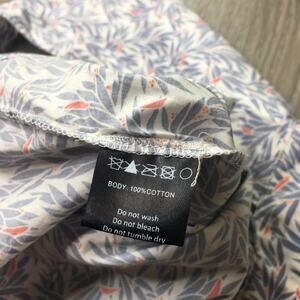 BODY: 100%COTTON
Do not wash
Do not bleach
Do not tumble dry